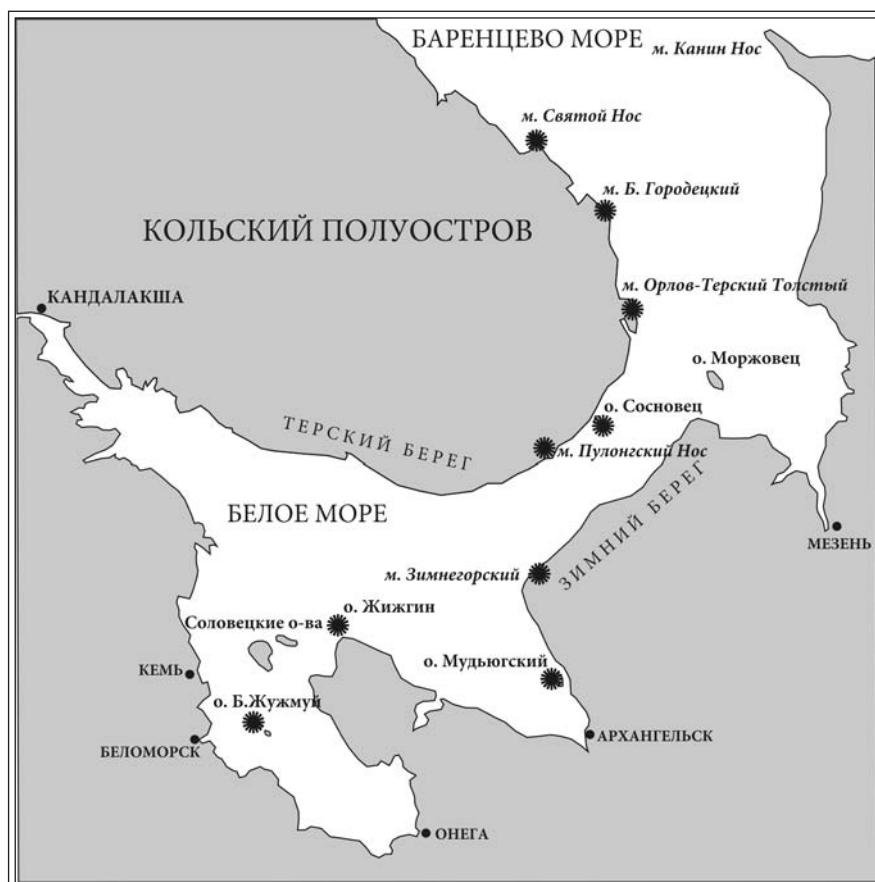 БАРЕНЦЕВО МОРЕ
м. Канин Нос
м. Святой Нос
м. Б. Городецкий
КОЛЬСКИЙ ПОЛУОСТРОВ
м. Орлов-Терский Толстый
КАНДАЛАКША
о. Моржовец
о. Сосновец
ТЕРСКИЙ БЕРЕГ
м. Пулонгский Нос
ЗИМНИЙ БЕРЕГ
БЕЛОЕ МОРЕ
МЕЗЕНЬ
м. Зимнегорский
о. Жижгин
Соловецкие о-ва
о. Мудьюгский
КЕМЬ
о. Б.Жужмуй
АРХАНГЕЛЬСК
БЕЛОМОРСК
ОНЕГА